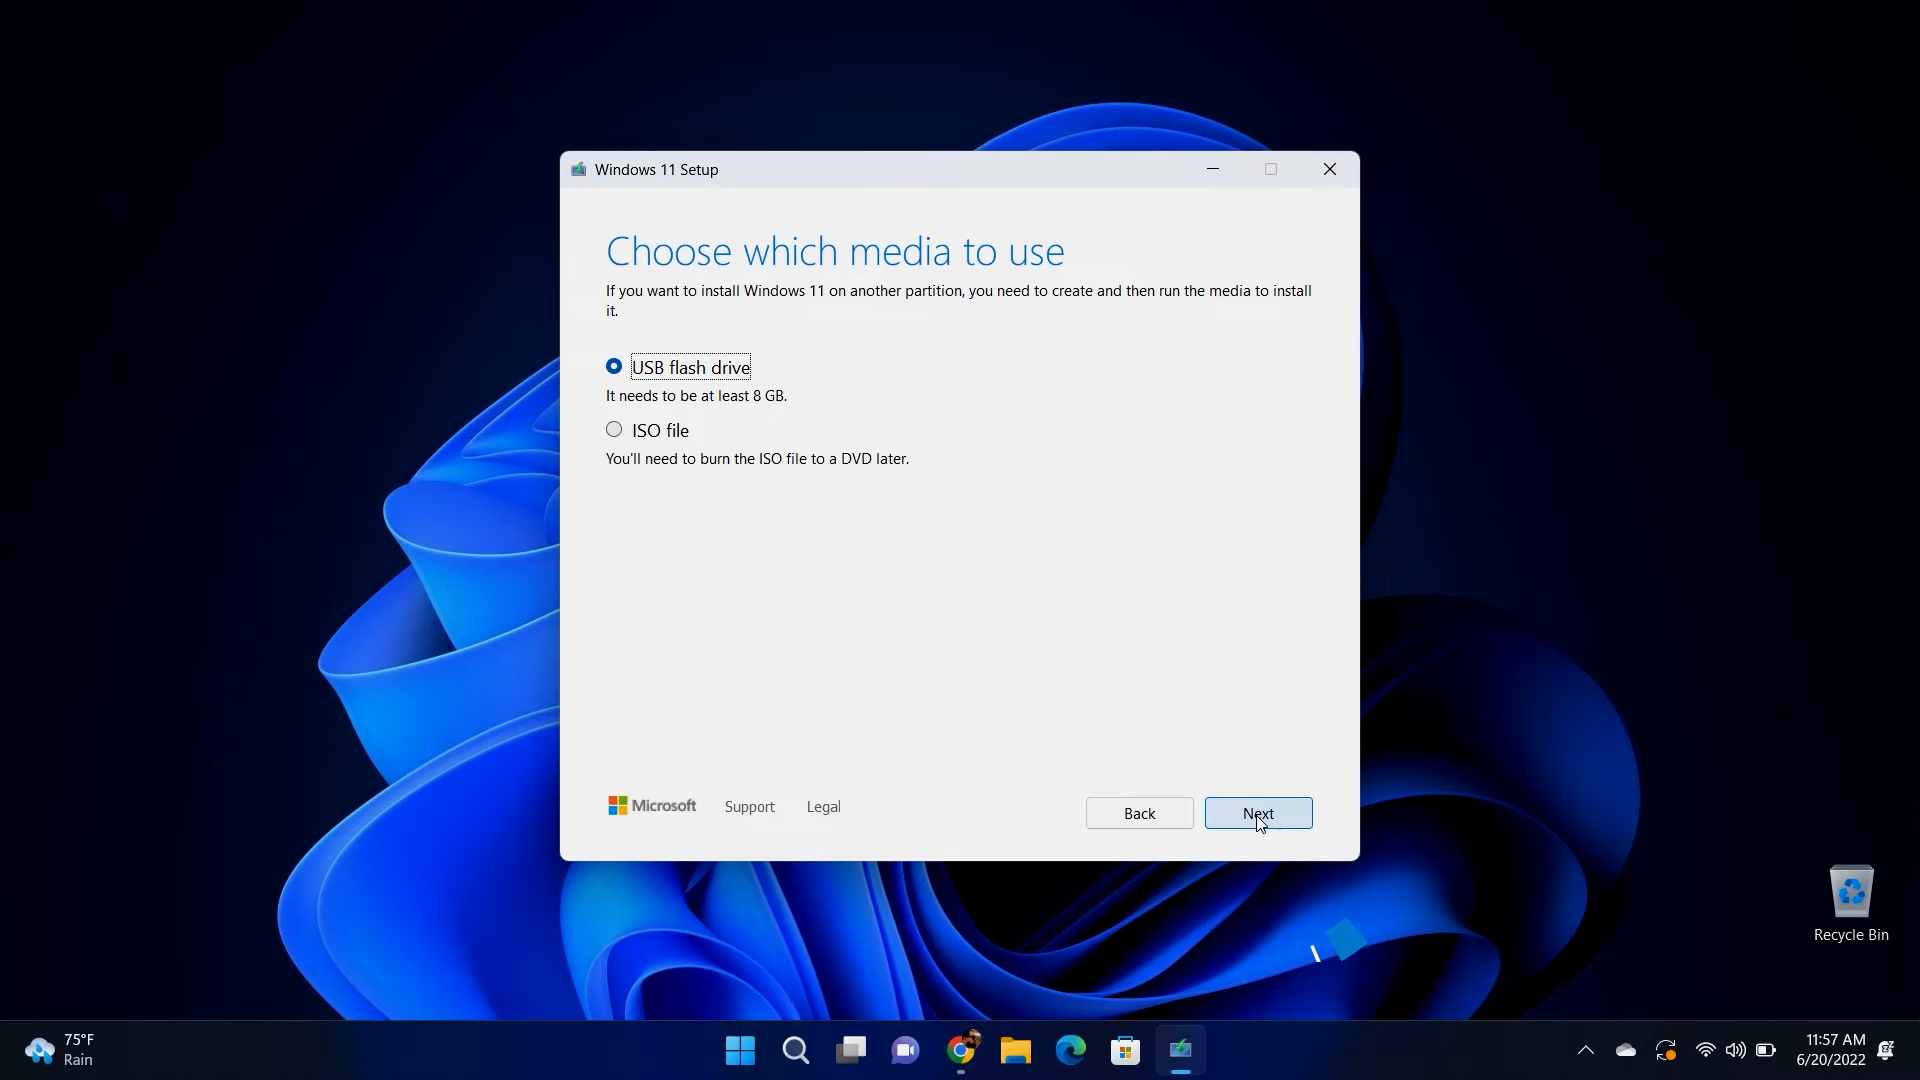 Windows 11 Setup
Choose which media to use
If you want to install Windows 11 on another partition, you need to create and then run the media to install
it.
USB flash drive
It needs to be at least 8 GB.
ISO file
You'll need to burn the ISO file to a DVD later.
Microsoft
Support
Legal
Back
Next
Recycle Bin
75°F
Rain
11:57 AM
6/20/2022